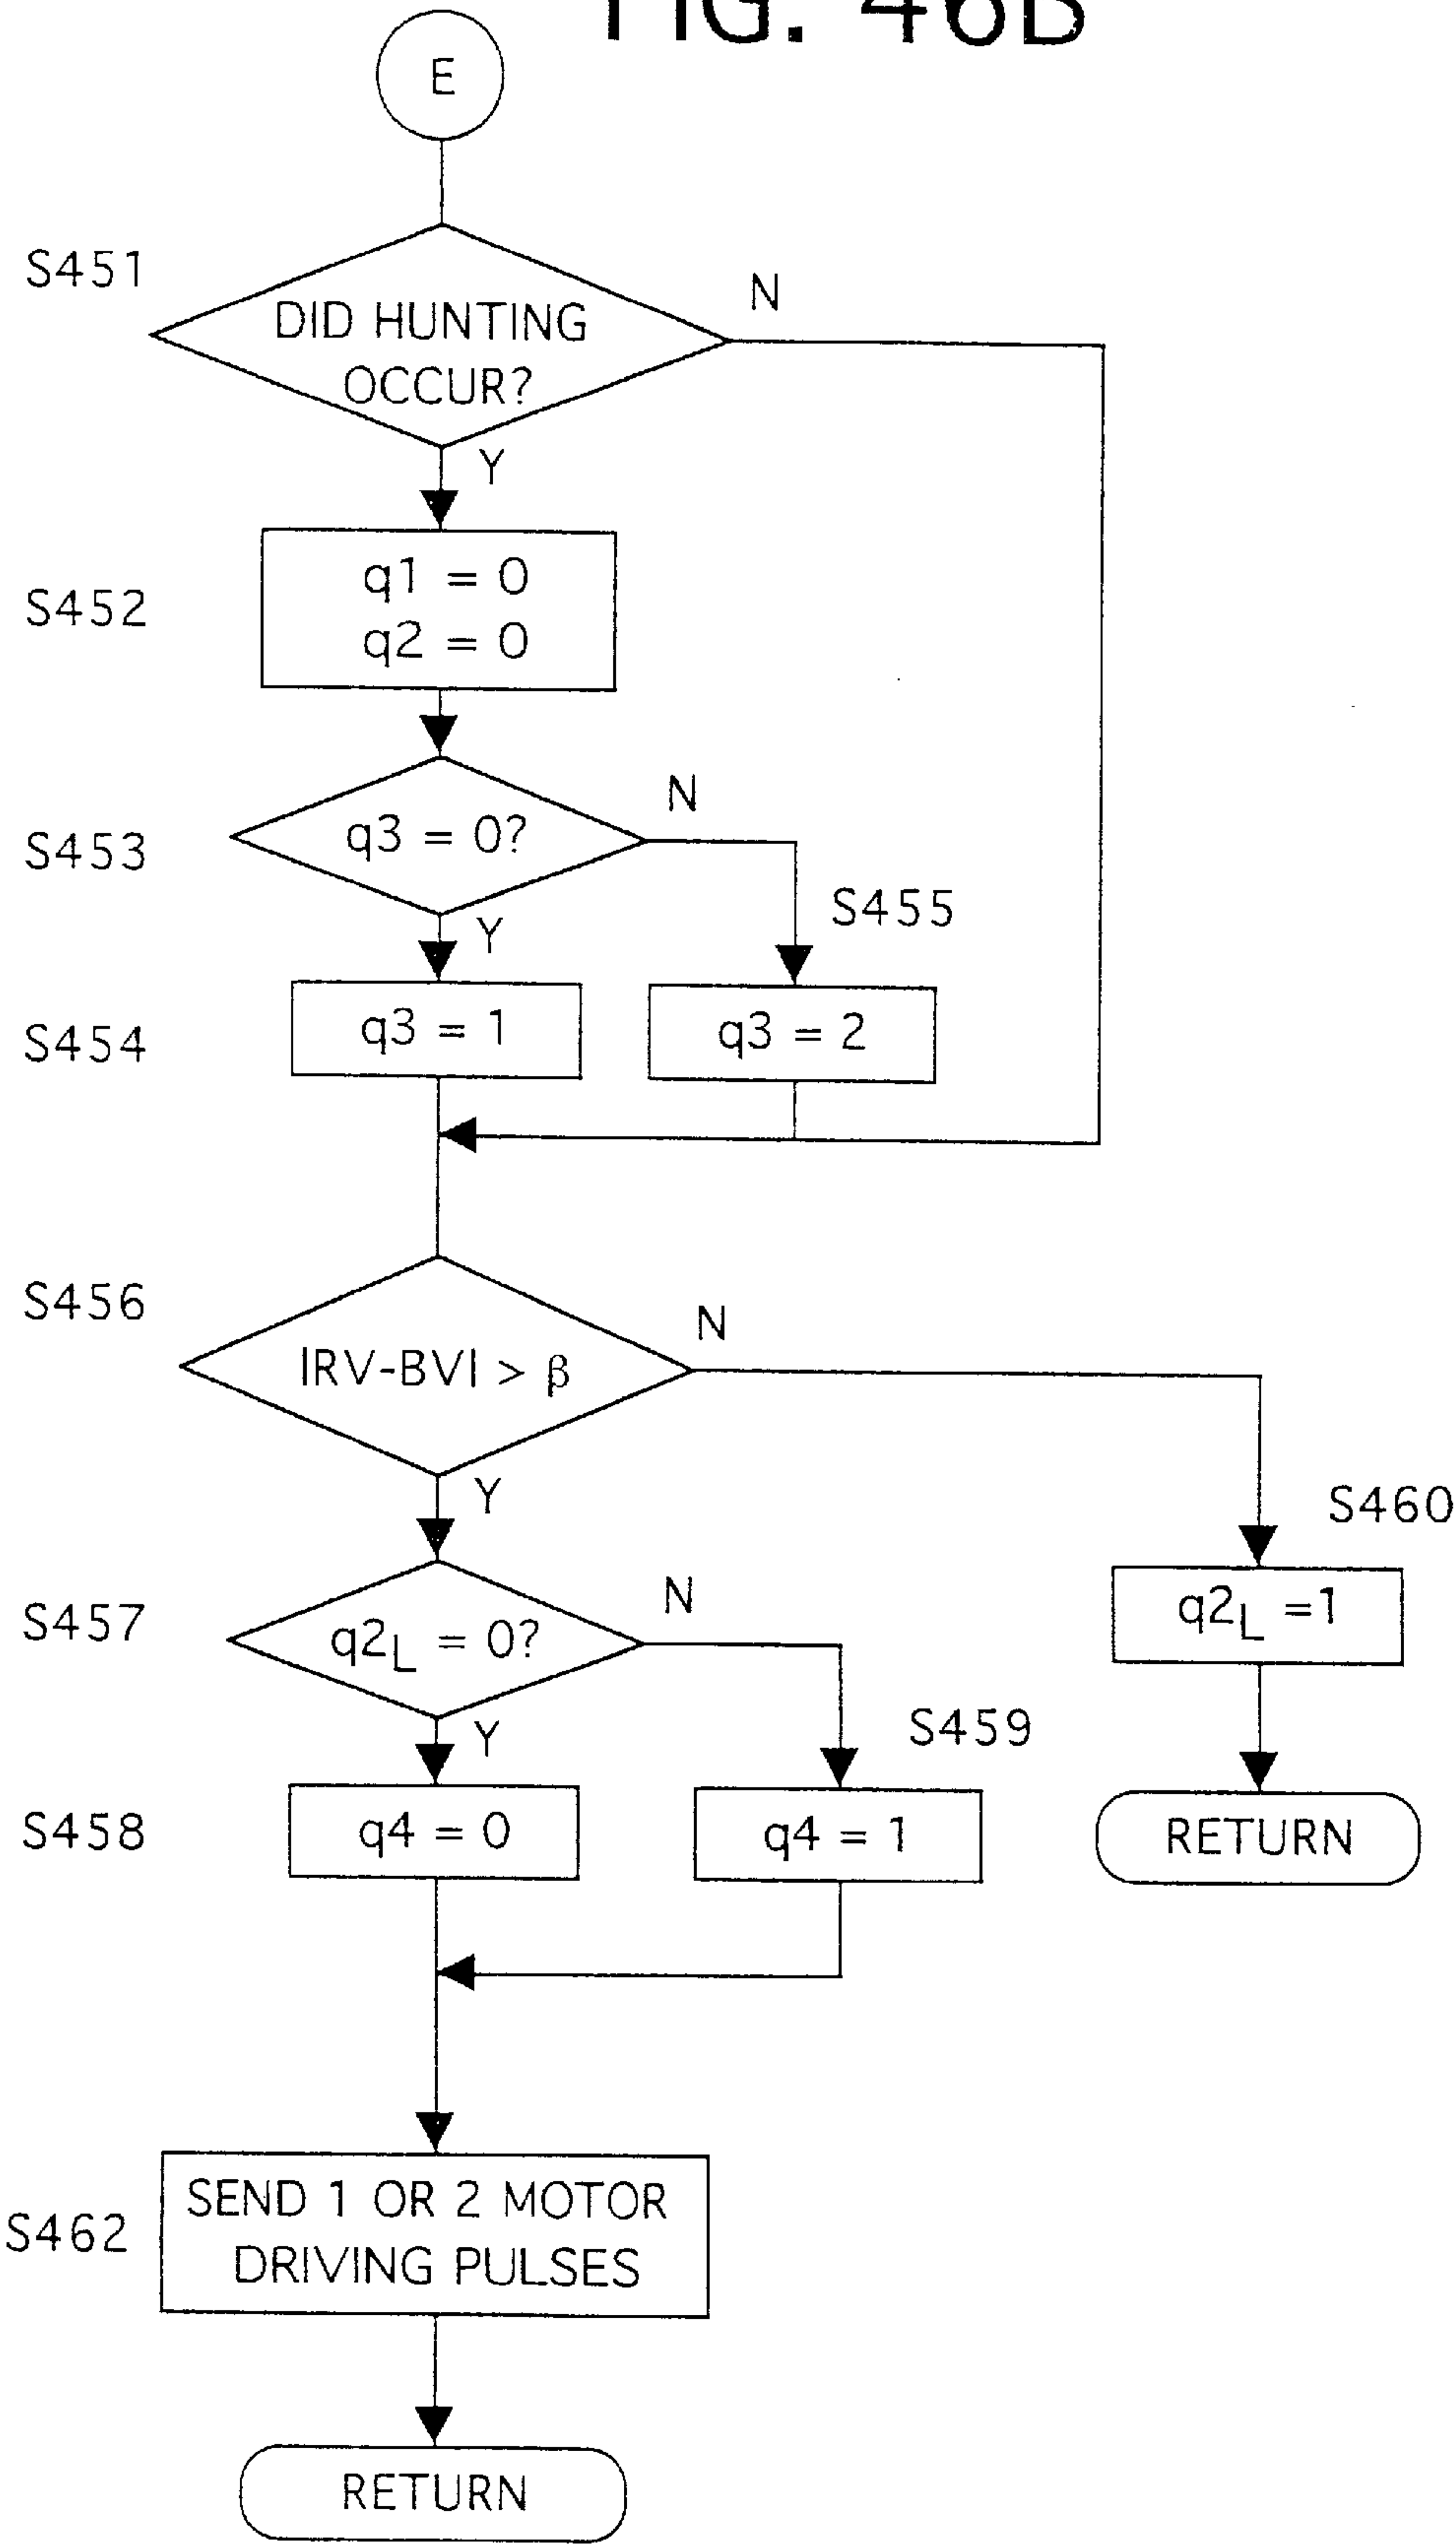 FIG. 46B
E
S451
DID HUNTING
OCCUR?
N
Y
S452
q1 = 0
q2 = 0
S453
q3 = 0?
N
Y
S455
S454
q3 = 1
q3 = 2
S456
IRV-BVI > β
N
Y
S460
q2L =1
S457
q2L = 0?
N
Y
S459
S458
q4 = 0
q4 = 1
RETURN
S462
SEND 1 OR 2 MOTOR
DRIVING PULSES
RETURN